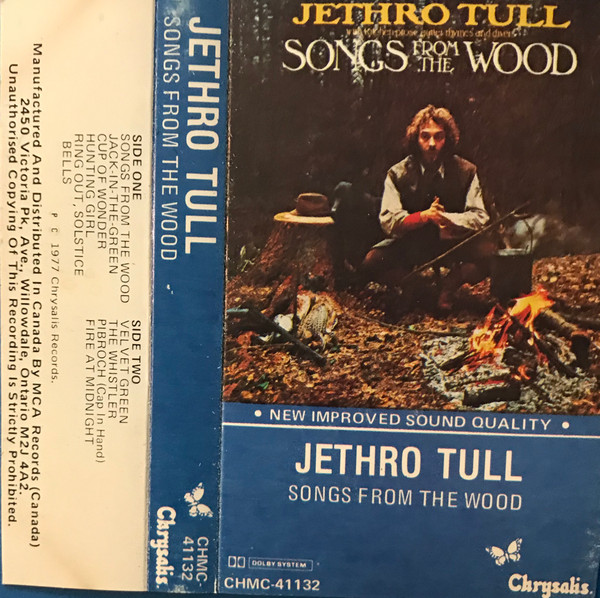 JETHRO TULL
SONGS FROM THE WOOD
• NEW IMPROVED SOUND QUALITY •
JETHRO TULL
SONGS FROM THE WOOD
DOLBY SYSTEM
CHMC-41132
Chrysalis.
JETHRO TULL
SONGS FROM THE WOOD
Chrysalis.
CHMC-
41132
SIDE ONE
SONGS FROM THE WOOD
JACK-IN-THE-GREEN
CUP OF WONDER
HUNTING GIRL
RING OUT, SOLSTICE
BELLS
SIDE TWO
VELVET GREEN
THE WHISTLER
PIBROCH (Cap In Hand)
FIRE AT MIDNIGHT
P C 1977 Chrysalis Records.
Manufactured And Distributed In Canada By MCA Records (Canada)
2450 Victoria Pk, Ave., Willowdale, Ontario M2J 4A2.
Unauthorised Copying Of This Recording Is Strictly Prohibited.